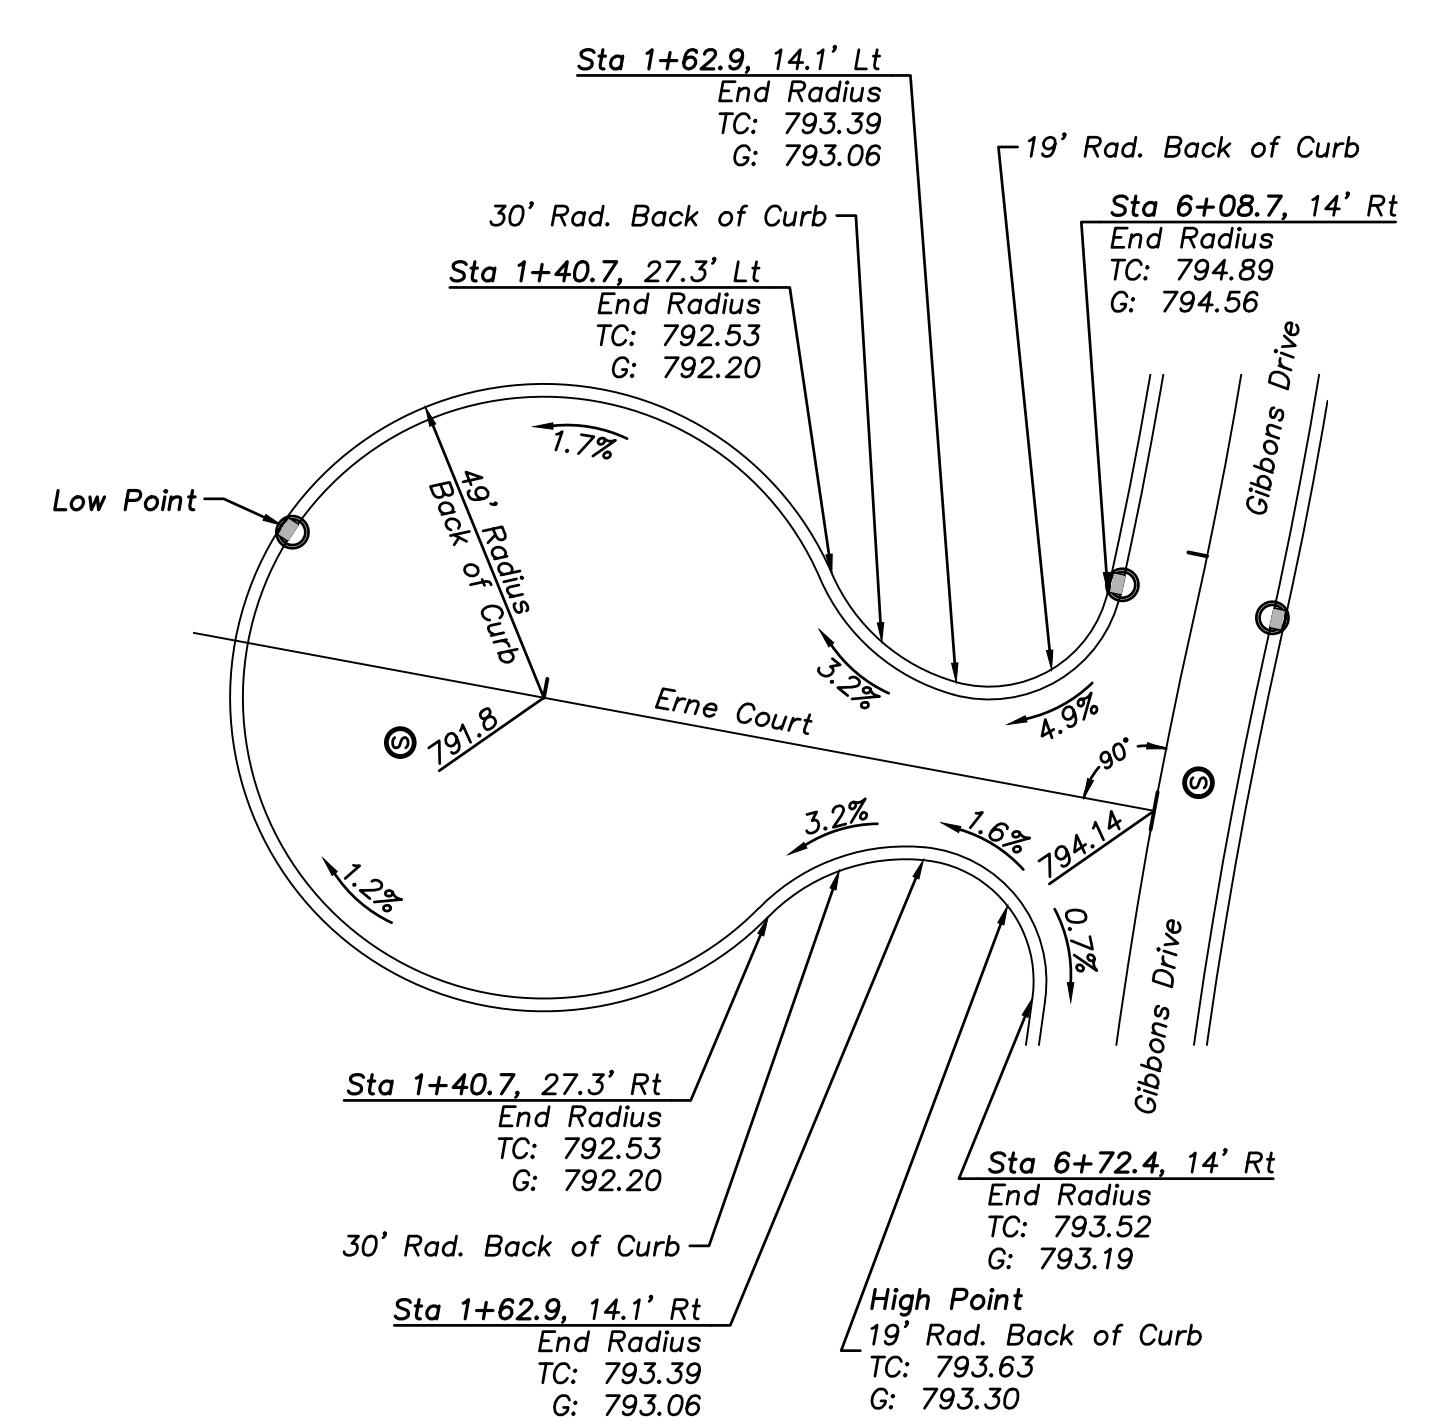 Sta 1+62.9, 14.1' Lt
End Radius
TC: 793.39
G: 793.06
19' Rad. Back of Curb
30' Rad. Back of Curb
Sta 6+08.7, 14' Rt
End Radius
TC: 794.89
G: 794.56
Sta 1+40.7, 27.3' Lt
End Radius
TC: 792.53
G: 792.20
Gibbons Drive
1.7%
Low Point
49' Radius
Back of Curb
3.2%
Erne Court
4.9%
S
791.8
90°
S
3.2%
1.6%
794.14
1.2%
0.7%
Gibbons Drive
Sta 1+40.7, 27.3' Rt
End Radius
TC: 792.53
G: 792.20
Sta 6+72.4, 14' Rt
End Radius
TC: 793.52
G: 793.19
30' Rad. Back of Curb
Sta 1+62.9, 14.1' Rt
End Radius
TC: 793.39
G: 793.06
High Point
19' Rad. Back of Curb
TC: 793.63
G: 793.30